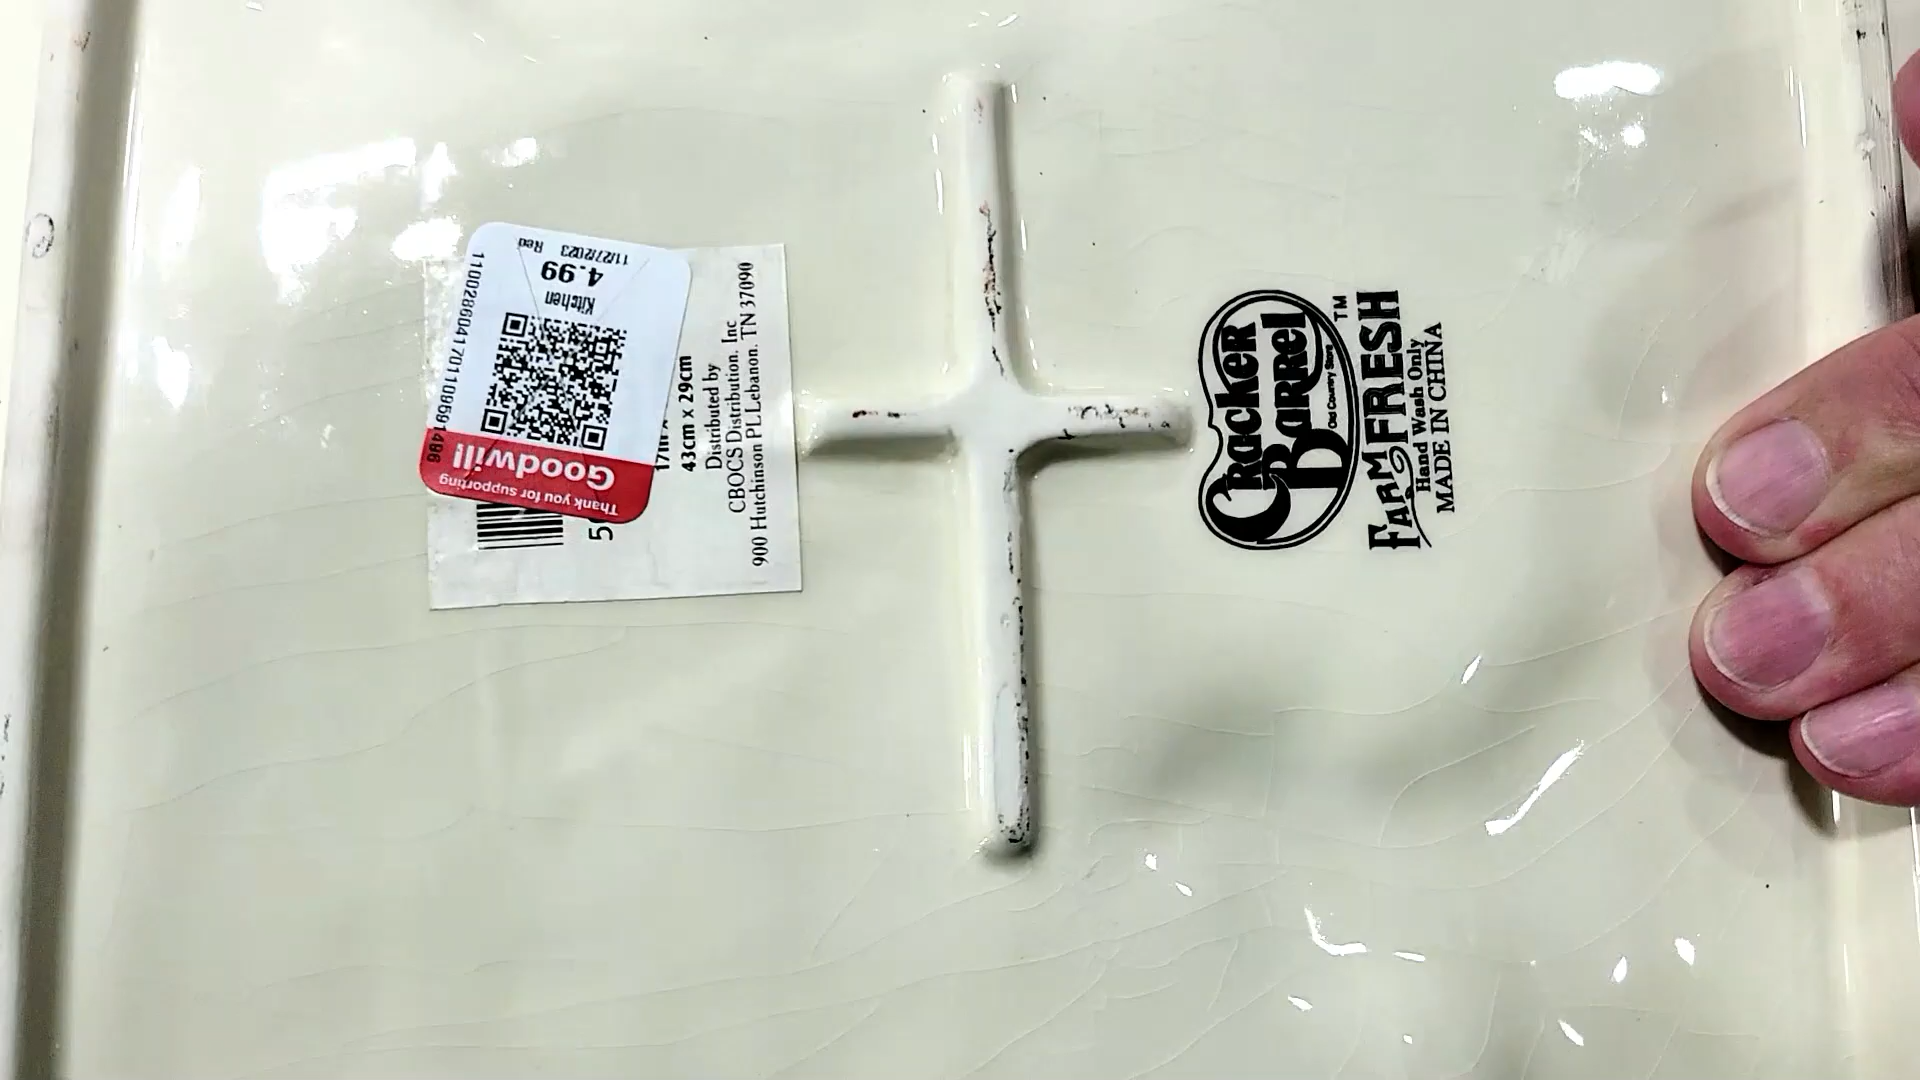 Thank you for supporting
Goodwill!
Kitchen
4.99
11/27/2023 Red
43cm x 29cm
Distributed by
CBOCS Distribution. Inc
900 Hutchinson PL.Lebanon. TN 37090
Cracker
Barrel
Old Country Store
TM
FARM FRESH
Hand Wash Only
MADE IN CHINA